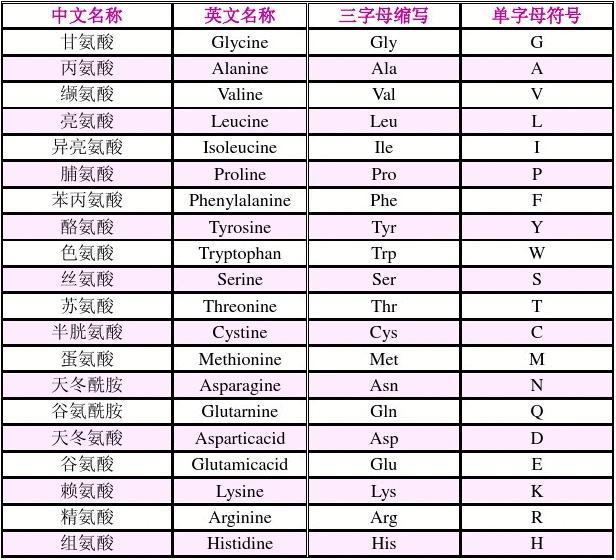 中文名称 英文名称 三字母缩写 单字母符号
甘氨酸 Glycine Gly G
丙氨酸 Alanine Ala A
缬氨酸 Valine Val V
亮氨酸 Leucine Leu L
异亮氨酸 Isoleucine Ile I
脯氨酸 Proline Pro P
苯丙氨酸 Phenylalanine Phe F
酪氨酸 Tyrosine Tyr Y
色氨酸 Tryptophan Trp W
丝氨酸 Serine Ser S
苏氨酸 Threonine Thr T
半胱氨酸 Cystine Cys C
蛋氨酸 Methionine Met M
天冬酰胺 Asparagine Asn N
谷氨酰胺 Glutarnine Gln Q
天冬氨酸 Asparticacid Asp D
谷氨酸 Glutamicacid Glu E
赖氨酸 Lysine Lys K
精氨酸 Arginine Arg R
组氨酸 Histidine His H